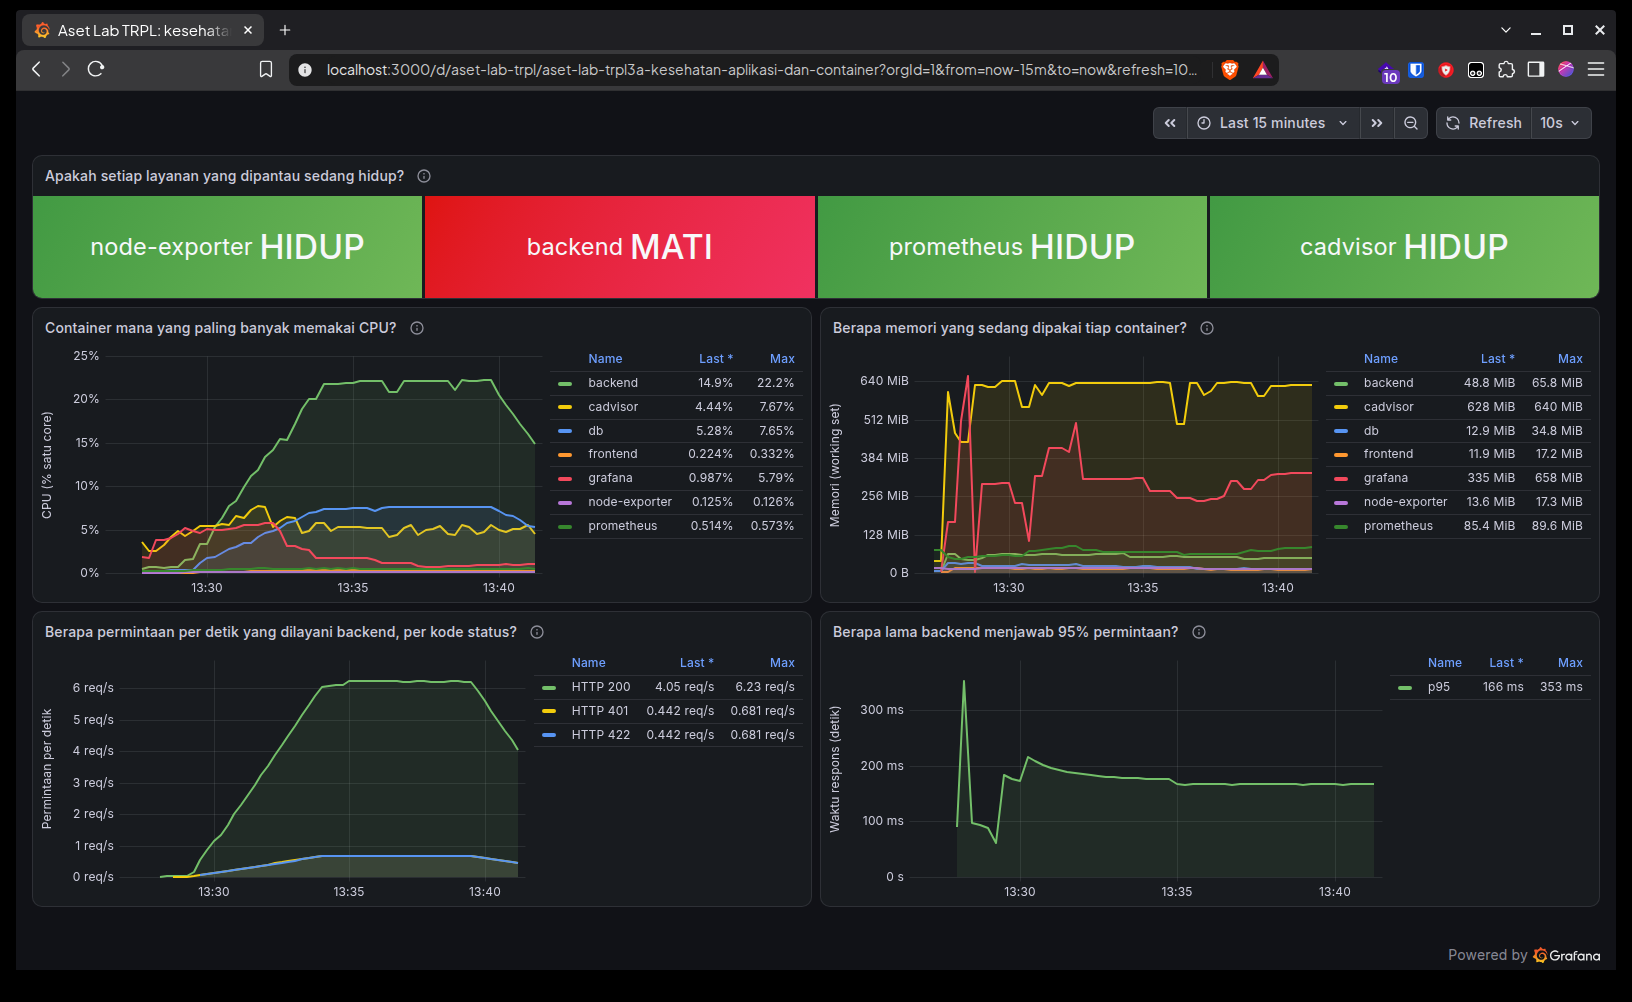 Aset Lab TRPL: kesehata
localhost:3000/d/aset-lab-trpl/aset-lab-trpl3a-kesehatan-aplikasi-dan-container?orgId=1&from=now-15m&to=now&refresh=10...
10
Last 15 minutes
Refresh
10s
Apakah setiap layanan yang dipantau sedang hidup?
node-exporter HIDUP
backend MATI
prometheus HIDUP
cadvisor HIDUP
Container mana yang paling banyak memakai CPU?
CPU (% satu core)
25%
20%
15%
10%
5%
0%
13:30 13:35 13:40
Name Last * Max
backend 14.9% 22.2%
cadvisor 4.44% 7.67%
db 5.28% 7.65%
frontend 0.224% 0.332%
grafana 0.987% 5.79%
node-exporter 0.125% 0.126%
prometheus 0.514% 0.573%
Berapa memori yang sedang dipakai tiap container?
Memori (working set)
640 MiB
512 MiB
384 MiB
256 MiB
128 MiB
0 B
13:30 13:35 13:40
Name Last * Max
backend 48.8 MiB 65.8 MiB
cadvisor 628 MiB 640 MiB
db 12.9 MiB 34.8 MiB
frontend 11.9 MiB 17.2 MiB
grafana 335 MiB 658 MiB
node-exporter 13.6 MiB 17.3 MiB
prometheus 85.4 MiB 89.6 MiB
Berapa permintaan per detik yang dilayani backend, per kode status?
Permintaan per detik
6 req/s
5 req/s
4 req/s
3 req/s
2 req/s
1 req/s
0 req/s
13:30 13:35 13:40
Name Last * Max
HTTP 200 4.05 req/s 6.23 req/s
HTTP 401 0.442 req/s 0.681 req/s
HTTP 422 0.442 req/s 0.681 req/s
Berapa lama backend menjawab 95% permintaan?
Waktu respons (detik)
300 ms
200 ms
100 ms
0 s
13:30 13:35 13:40
Name Last * Max
p95 166 ms 353 ms
Powered by Grafana